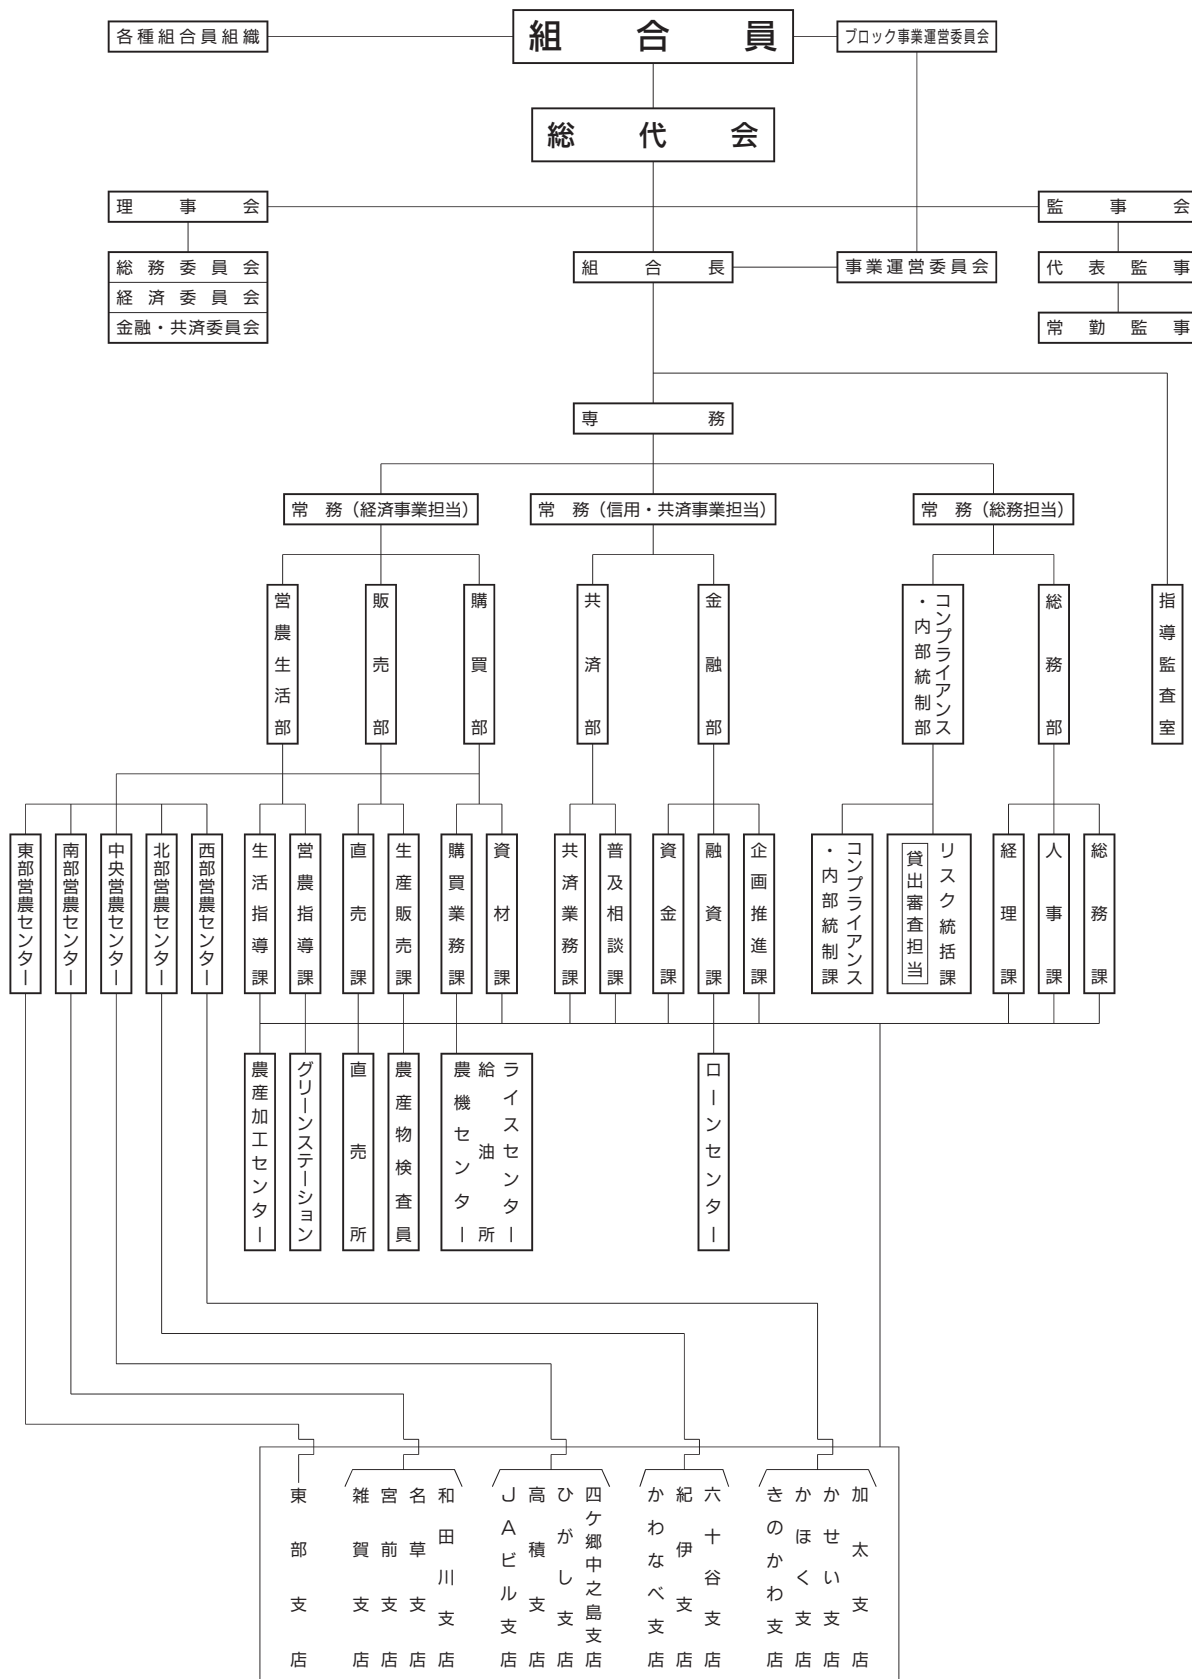 各種組合員組織
組合員
ブロック事業運営委員会
総代会
理事会
監事会
総務委員会
経済委員会
金融・共済委員会
組合長
事業運営委員会
代表監事
常勤監事
専務
常務（経済事業担当）
常務（信用・共済事業担当）
常務（総務担当）
営農生活部
販売部
購買部
共済部
金融部
コンプライアンス
・内部統制部
総務部
指導監査室
東部営農センター
南部営農センター
中央営農センター
北部営農センター
西部営農センター
生活指導課
営農指導課
直売課
生産販売課
購買業務課
資材課
共済業務課
普及相談課
資金課
融資課
企画推進課
コンプライアンス
・内部統制課
リスク統括課
貸出審査担当
経理課
人事課
総務課
農産加工センター
グリーンステーション
直売所
農産物検査員
農機センター
給油所
ライスセンター
ローンセンター
東部支店
雑賀支店
宮前支店
名草支店
和田川支店
ＪＡビル支店
高積支店
ひがし支店
四ケ郷中之島支店
かわなべ支店
紀伊支店
六十谷支店
きのかわ支店
かほく支店
かせい支店
加太支店